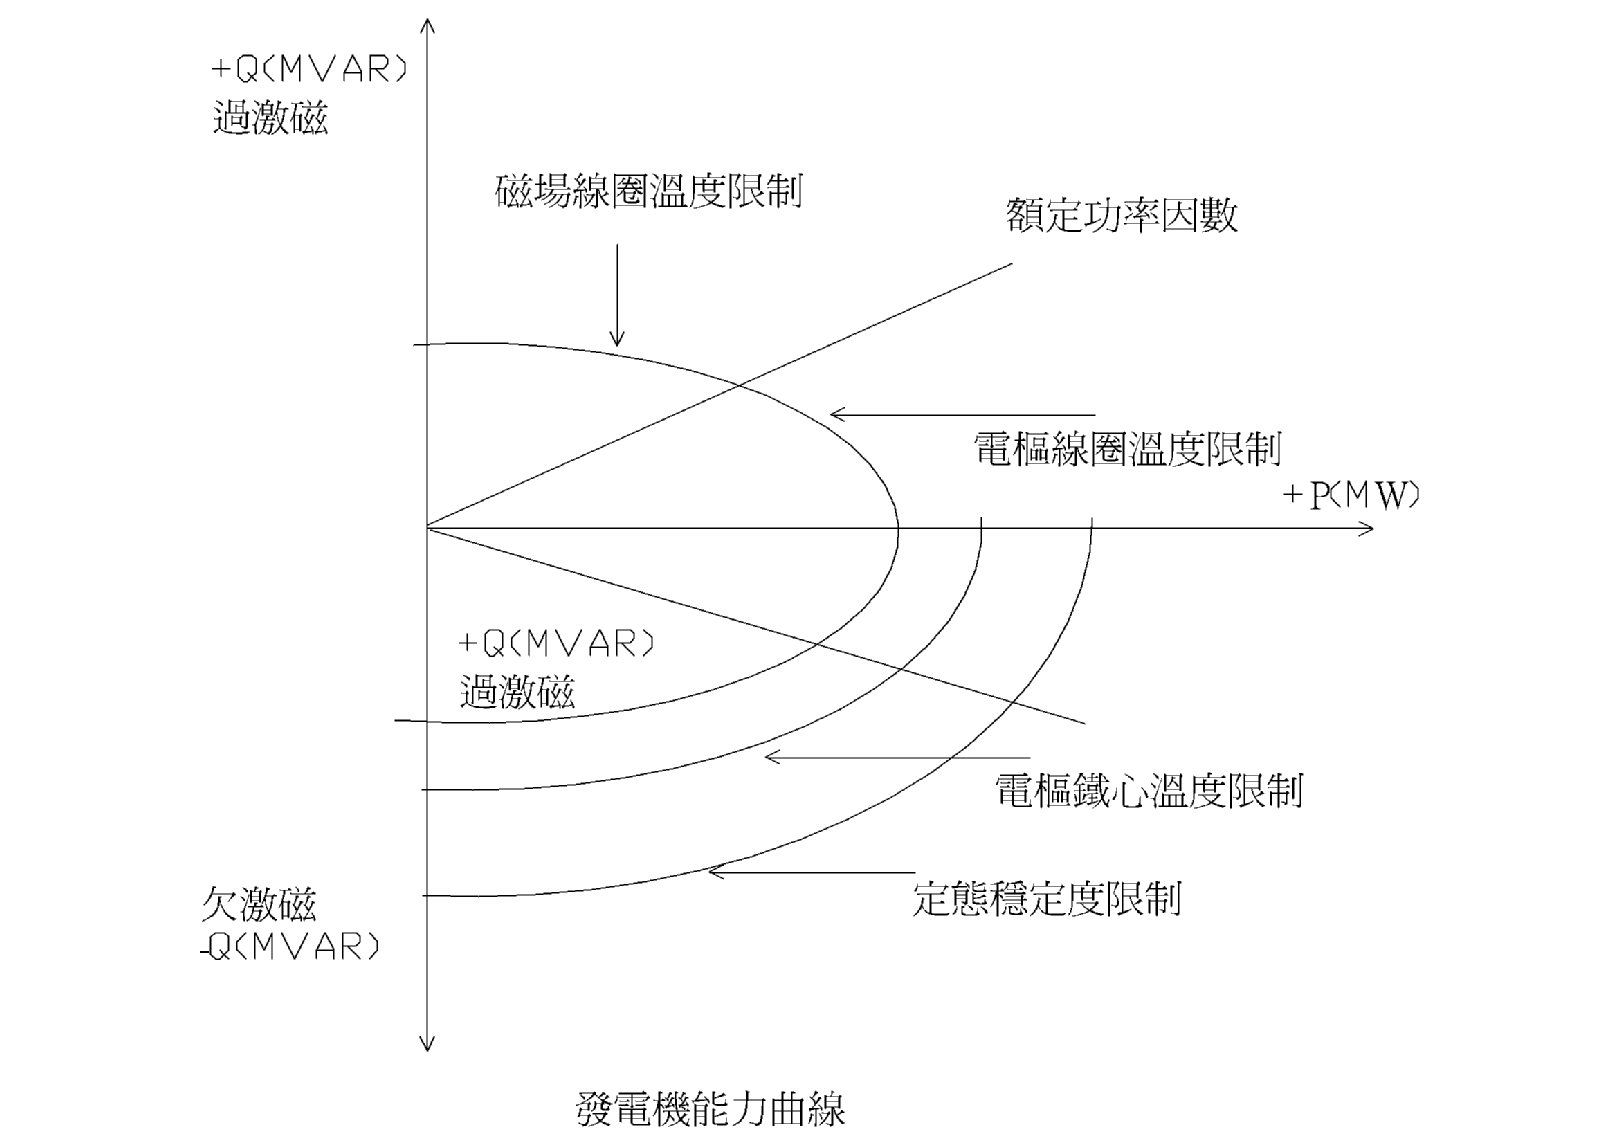 +Q(MVAR)
過激磁
磁場線圈溫度限制
額定功率因數
電樞線圈溫度限制
+P(MW)
+Q(MVAR)
過激磁
電樞鐵心溫度限制
欠激磁
-Q(MVAR)
定態穩定度限制
發電機能力曲線